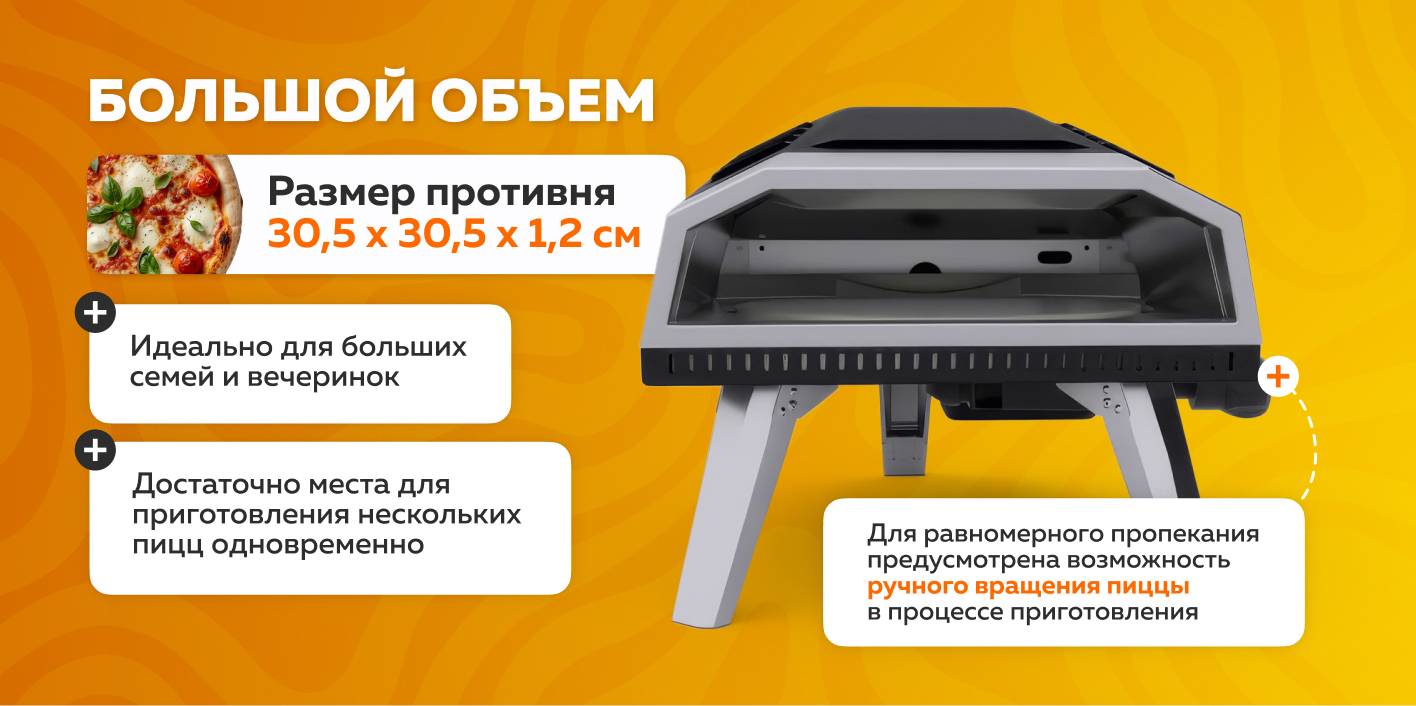 БОЛЬШОЙ ОБЪЕМ
Размер противня
30,5 х 30,5 х 1,2 см
Идеально для больших
семей и вечеринок
Достаточно места для
приготовления нескольких
пицц одновременно
Для равномерного пропекания
предусмотрена возможность
ручного вращения пиццы
в процессе приготовления